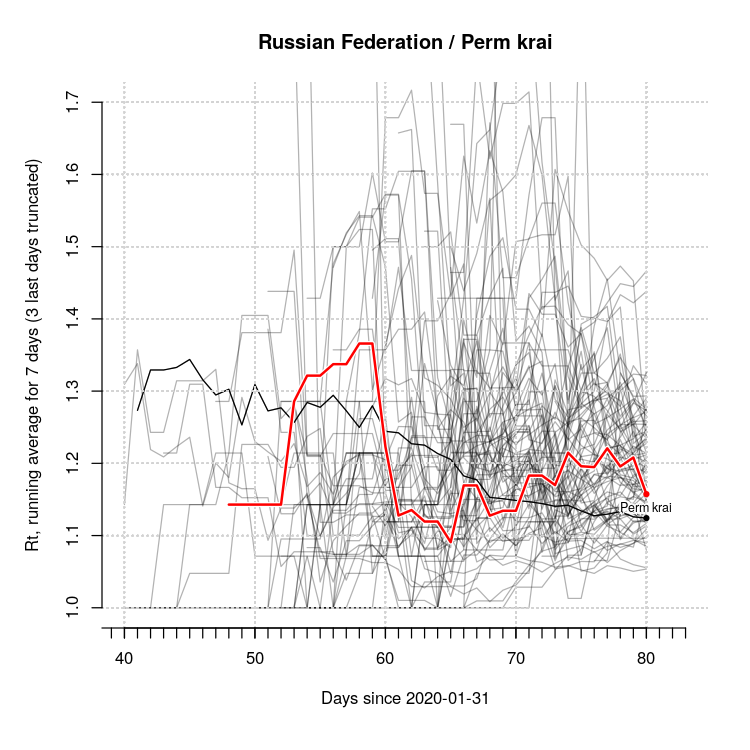 Russian Federation / Perm krai
Rt, running average for 7 days (3 last days truncated)
1.7
1.6
1.5
1.4
1.3
1.2
1.1
1.0
Perm krai
40 50 60 70 80
Days since 2020-01-31